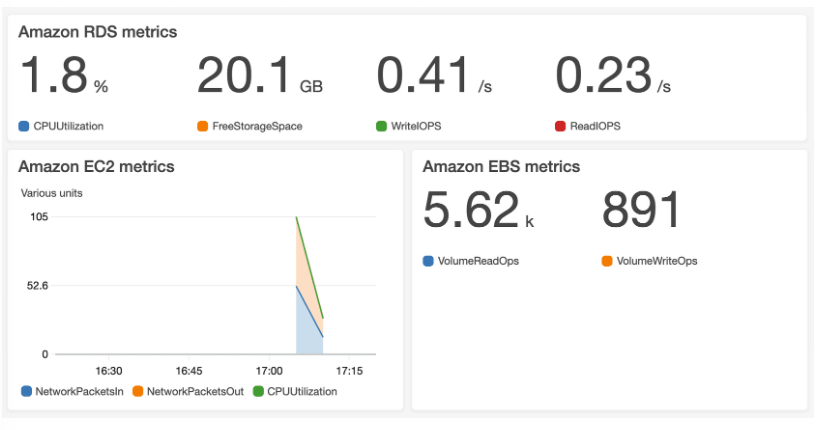 Amazon RDS metrics
1.8 % 20.1 GB 0.41 /s 0.23 /s
CPUUtilization FreeStorageSpace WriteIOPS ReadIOPS
Amazon EC2 metrics
Various units
105
52.6
0
16:30 16:45 17:00 17:15
NetworkPacketsIn NetworkPacketsOut CPUUtilization
Amazon EBS metrics
5.62 k 891
VolumeReadOps VolumeWriteOps